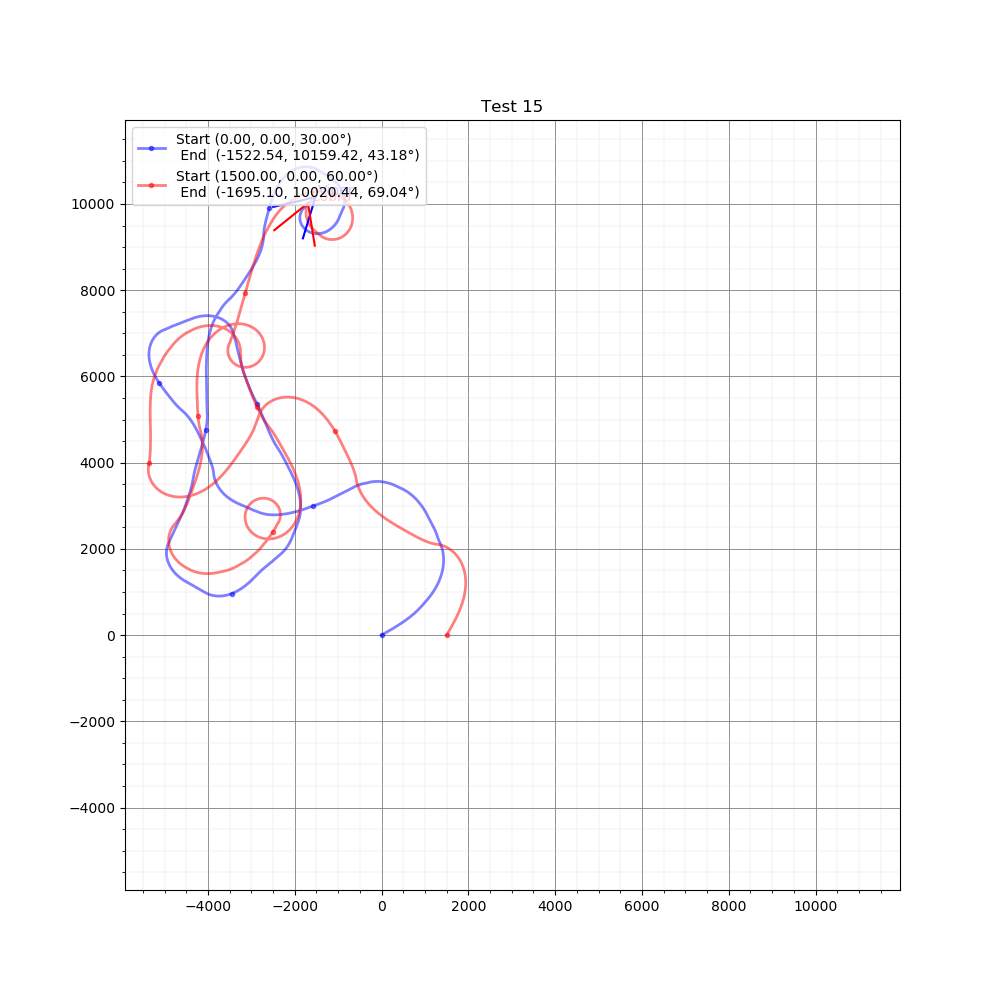 Test 15
Start (0.00, 0.00, 30.00°)
End (-1522.54, 10159.42, 43.18°)
Start (1500.00, 0.00, 60.00°)
End (-1695.10, 10020.44, 69.04°)
10000
8000
6000
4000
2000
0
−2000
−4000
−4000 −2000 0 2000 4000 6000 8000 10000